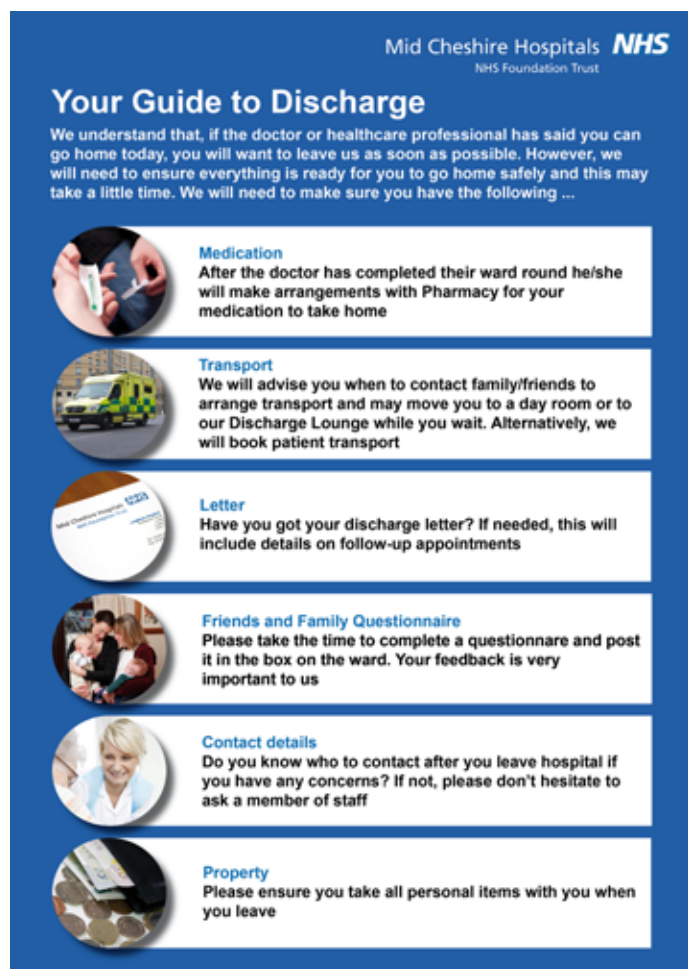 Mid Cheshire Hospitals NHS
NHS Foundation Trust
Your Guide to Discharge
We understand that, if the doctor or healthcare professional has said you can
go home today, you will want to leave us as soon as possible. However, we
will need to ensure everything is ready for you to go home safely and this may
take a little time. We will need to make sure you have the following ...
Medication
After the doctor has completed their ward round he/she
will make arrangements with Pharmacy for your
medication to take home
Transport
We will advise you when to contact family/friends to
arrange transport and may move you to a day room or to
our Discharge Lounge while you wait. Alternatively, we
will book patient transport
Mid Cheshire Hospitals NHS
NHS Foundation Trust
Letter
Have you got your discharge letter? If needed, this will
include details on follow-up appointments
Friends and Family Questionnaire
Please take the time to complete a questionnare and post
it in the box on the ward. Your feedback is very
important to us
Contact details
Do you know who to contact after you leave hospital if
you have any concerns? If not, please don't hesitate to
ask a member of staff
Property
Please ensure you take all personal items with you when
you leave